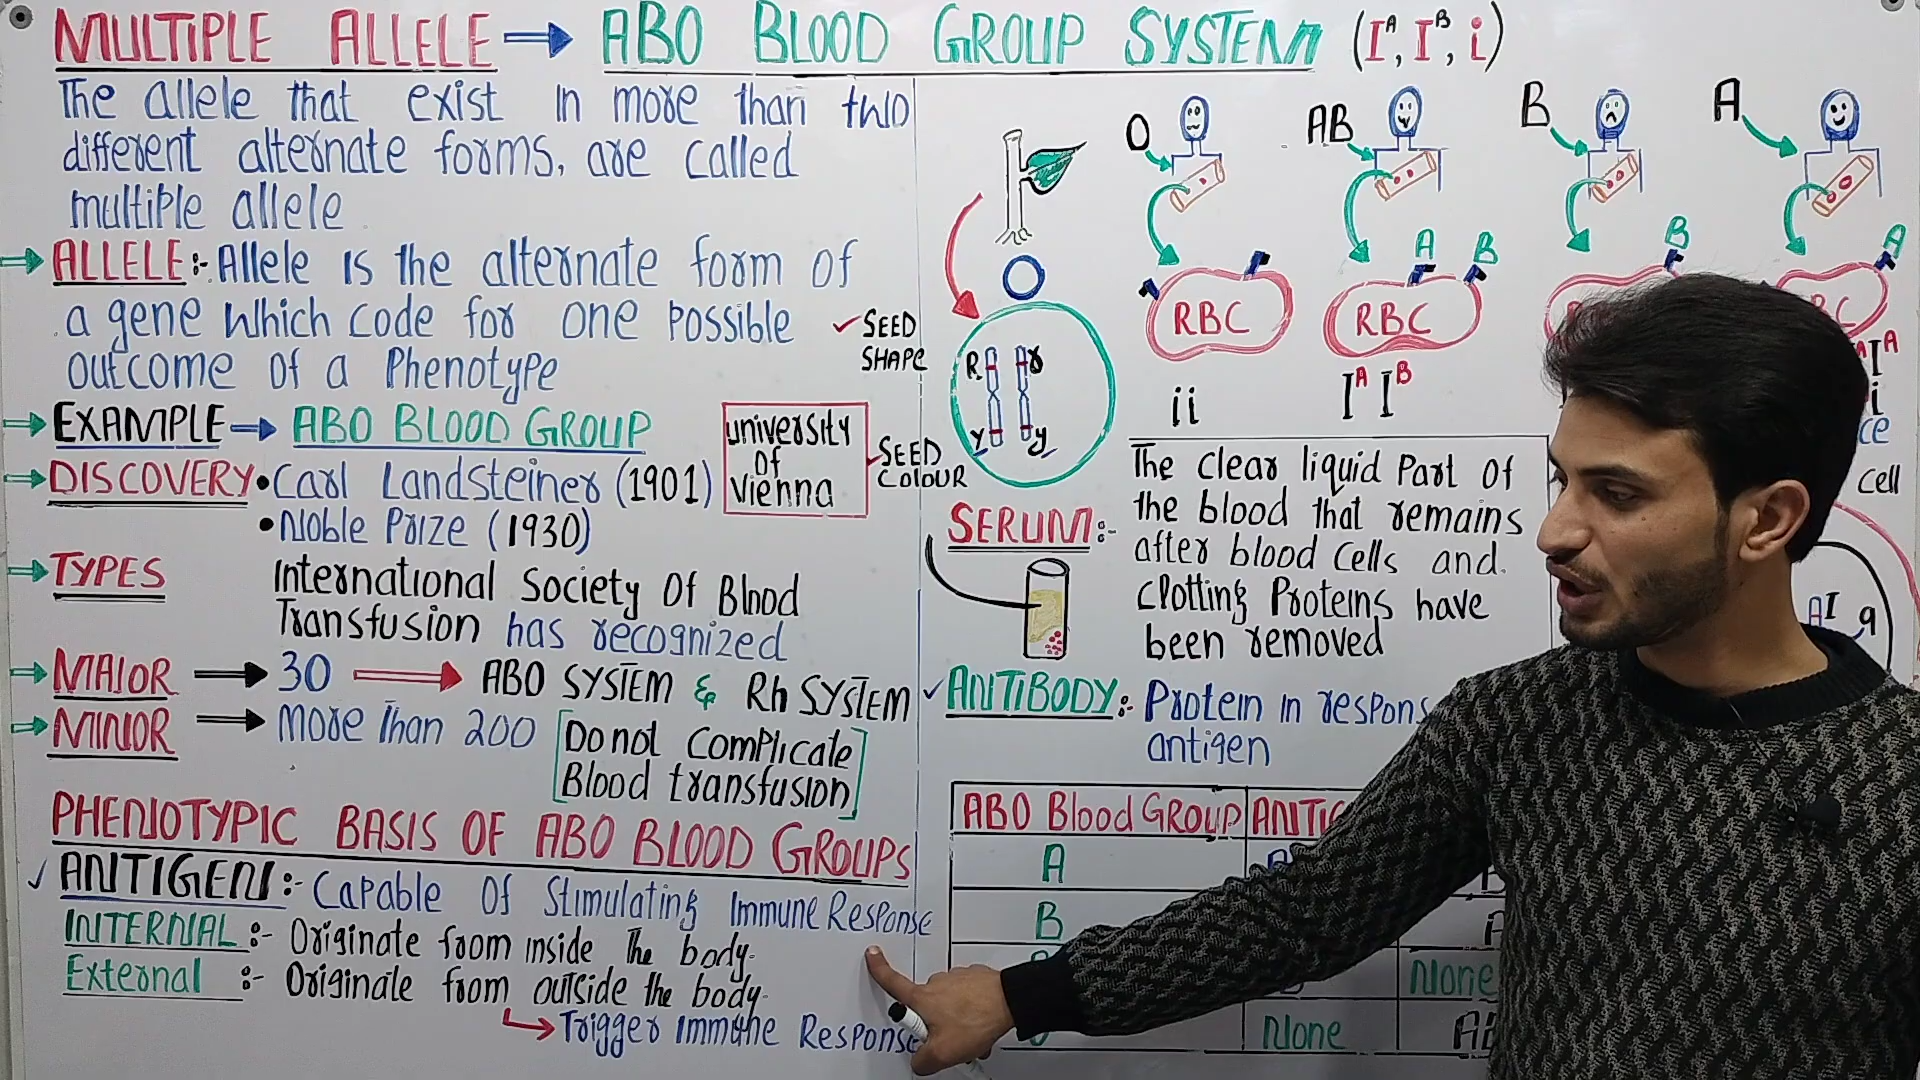 MULTIPLE ALLELE → ABO BLOOD GROUP SYSTEM (Iᴬ, Iᴮ, i)
The allele that exist in more than two
different alternate forms, are called
multiple allele
ALLELE:- Allele is the alternate form of
a gene which code for one possible
outcome of a Phenotype
EXAMPLE → ABO BLOOD GROUP
DISCOVERY • Carl Landsteiner (1901)
• Noble Prize (1930)
university
of
vienna
TYPES
International Society Of Blood
Transfusion has recognized
MAJOR → 30 → ABO SYSTEM & Rh SYSTEM
MINOR → more than 200
[Do not complicate
Blood transfusion]
PHENOTYPIC BASIS OF ABO BLOOD GROUPS
ANTIGEN:- Capable Of Stimulating Immune Response
INTERNAL:- Originate from inside the body.
External :- Originate from outside the body.
Trigger Immune Response
SEED
SHAPE
SEED
COLOUR
R r
Y y
O
AB
B
A
A B
B
A
RBC
RBC
ii
Iᴬ Iᴮ
Iᴬ
i
cell
SERUM:-
The clear liquid Part of
the blood that remains
after blood cells and
clotting Proteins have
been removed
ANTIBODY:- Protein in
antigen
ABO Blood Group
A
B
None
None